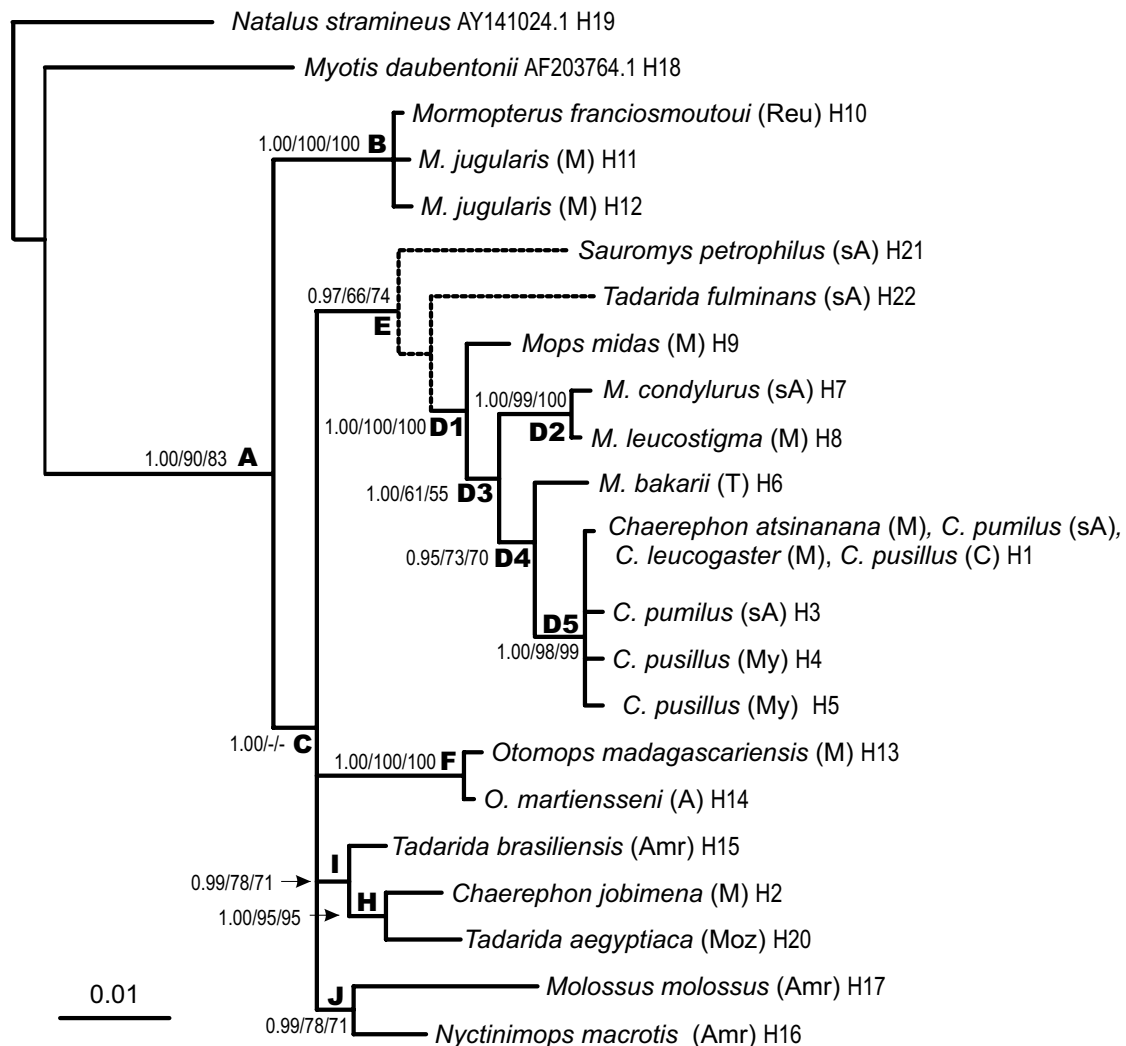 Natalus stramineus AY141024.1 H19
Myotis daubentonii AF203764.1 H18
Mormopterus franciosmoutoui (Reu) H10
1.00/100/100 B
M. jugularis (M) H11
M. jugularis (M) H12
Sauromys petrophilus (sA) H21
0.97/66/74
E
Tadarida fulminans (sA) H22
Mops midas (M) H9
M. condylurus (sA) H7
1.00/99/100
D2
1.00/100/100 D1
M. leucostigma (M) H8
1.00/90/83 A
1.00/61/55 D3
M. bakarii (T) H6
Chaerephon atsinanana (M), C. pumilus (sA),
C. leucogaster (M), C. pusillus (C) H1
0.95/73/70 D4
C. pumilus (sA) H3
D5
1.00/98/99
C. pusillus (My) H4
C. pusillus (My) H5
1.00/-/- C
Otomops madagascariensis (M) H13
1.00/100/100 F
O. martiensseni (A) H14
Tadarida brasiliensis (Amr) H15
I
0.99/78/71
Chaerephon jobimena (M) H2
H
1.00/95/95
Tadarida aegyptiaca (Moz) H20
Molossus molossus (Amr) H17
J
0.99/78/71
Nyctinimops macrotis (Amr) H16
0.01